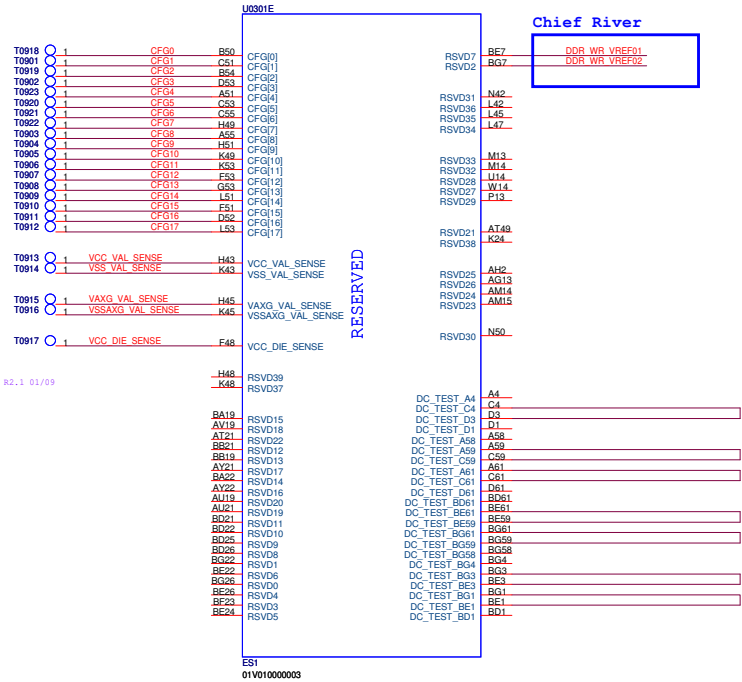 U0301E
Chief River
T0918 1 CFG0 B50 CFG[0]
T0901 1 CFG1 C51 CFG[1]
T0919 1 CFG2 B54 CFG[2]
T0902 1 CFG3 D53 CFG[3]
T0923 1 CFG4 A51 CFG[4]
T0920 1 CFG5 C53 CFG[5]
T0921 1 CFG6 C55 CFG[6]
T0922 1 CFG7 H49 CFG[7]
T0903 1 CFG8 A55 CFG[8]
T0904 1 CFG9 H51 CFG[9]
T0905 1 CFG10 K49 CFG[10]
T0906 1 CFG11 K53 CFG[11]
T0907 1 CFG12 F53 CFG[12]
T0908 1 CFG13 G53 CFG[13]
T0909 1 CFG14 L51 CFG[14]
T0910 1 CFG15 F51 CFG[15]
T0911 1 CFG16 D52 CFG[16]
T0912 1 CFG17 L53 CFG[17]
T0913 1 VCC_VAL_SENSE H43 VCC_VAL_SENSE
T0914 1 VSS_VAL_SENSE K43 VSS_VAL_SENSE
T0915 1 VAXG_VAL_SENSE H45 VAXG_VAL_SENSE
T0916 1 VSSAXG_VAL_SENSE K45 VSSAXG_VAL_SENSE
T0917 1 VCC_DIE_SENSE F48 VCC_DIE_SENSE
R2.1 01/09
H48 RSVD39
K48 RSVD37
BA19 RSVD15
AV19 RSVD18
AT21 RSVD22
BB21 RSVD12
BB19 RSVD13
AY21 RSVD17
BA22 RSVD14
AY22 RSVD16
AU19 RSVD20
AU21 RSVD19
BD21 RSVD11
BD22 RSVD10
BD25 RSVD9
BD26 RSVD8
BG22 RSVD1
BE22 RSVD6
BG26 RSVD0
BE26 RSVD4
BF23 RSVD3
BE24 RSVD5
RESERVED
RSVD7 BE7 DDR_WR_VREF01
RSVD2 BG7 DDR_WR_VREF02
RSVD31 N42
RSVD36 L42
RSVD35 L45
RSVD34 L47
RSVD33 M13
RSVD32 M14
RSVD28 U14
RSVD27 W14
RSVD29 P13
RSVD21 AT49
RSVD38 K24
RSVD25 AH2
RSVD26 AG13
RSVD24 AM14
RSVD23 AM15
RSVD30 N50
DC_TEST_A4 A4
DC_TEST_C4 C4
DC_TEST_D3 D3
DC_TEST_D1 D1
DC_TEST_A58 A58
DC_TEST_A59 A59
DC_TEST_C59 C59
DC_TEST_A61 A61
DC_TEST_C61 C61
DC_TEST_D61 D61
DC_TEST_BD61 BD61
DC_TEST_BE61 BE61
DC_TEST_BE59 BE59
DC_TEST_BG61 BG61
DC_TEST_BG59 BG59
DC_TEST_BG58 BG58
DC_TEST_BG4 BG4
DC_TEST_BG3 BG3
DC_TEST_BE3 BE3
DC_TEST_BG1 BG1
DC_TEST_BE1 BE1
DC_TEST_BD1 BD1
ES1
01V010000003